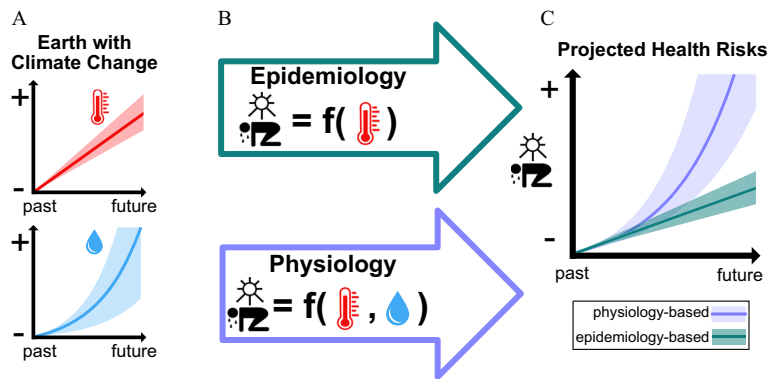 A
Earth with
Climate Change
+
-
past future
+
-
past future
B
Epidemiology
= f( )
Physiology
= f( , )
C
Projected Health Risks
+
-
past future
physiology-based
epidemiology-based